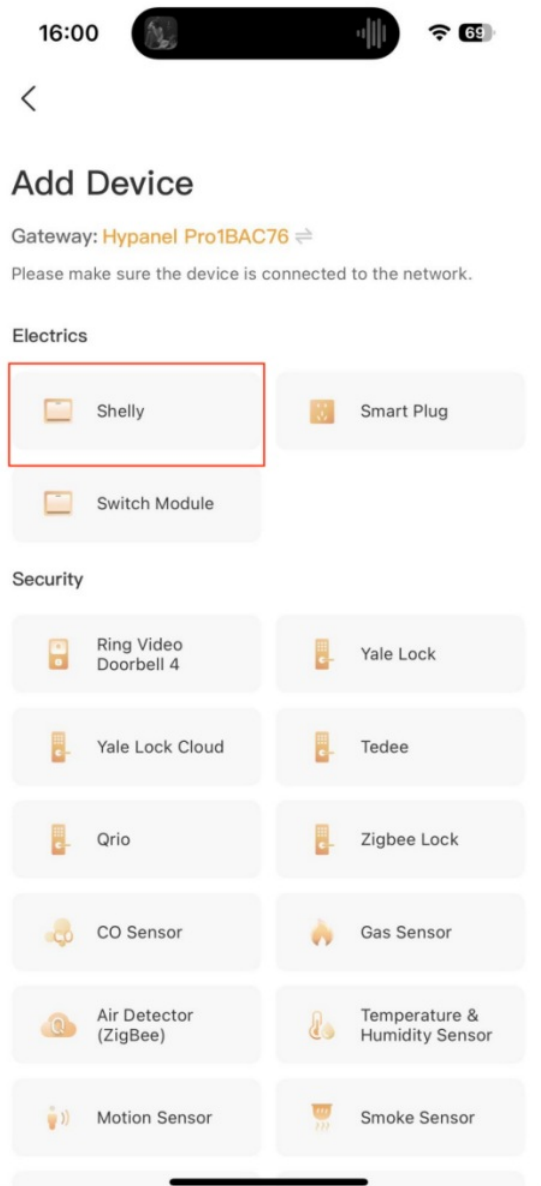 16:00
69
Add Device
Gateway: Hypanel Pro1BAC76 ⇌
Please make sure the device is connected to the network.
Electrics
Shelly
Smart Plug
Switch Module
Security
Ring Video
Doorbell 4
Yale Lock
Yale Lock Cloud
Tedee
Qrio
Zigbee Lock
CO Sensor
Gas Sensor
Air Detector
(ZigBee)
Temperature &
Humidity Sensor
Motion Sensor
Smoke Sensor